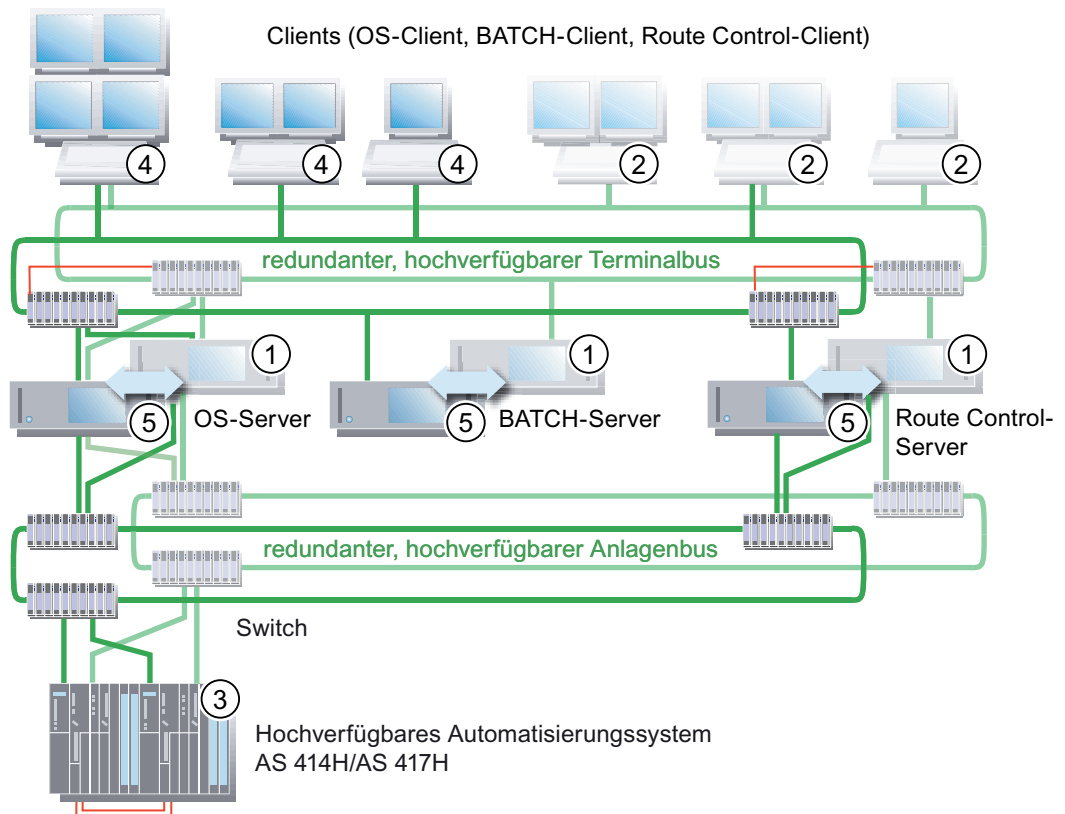 Clients (OS-Client, BATCH-Client, Route Control-Client)
4
4
4
2
2
2
redundanter, hochverfügbarer Terminalbus
1
1
1
5
OS-Server
5
BATCH-Server
5
Route Control-
Server
redundanter, hochverfügbarer Anlagenbus
Switch
3
Hochverfügbares Automatisierungssystem
AS 414H/AS 417H